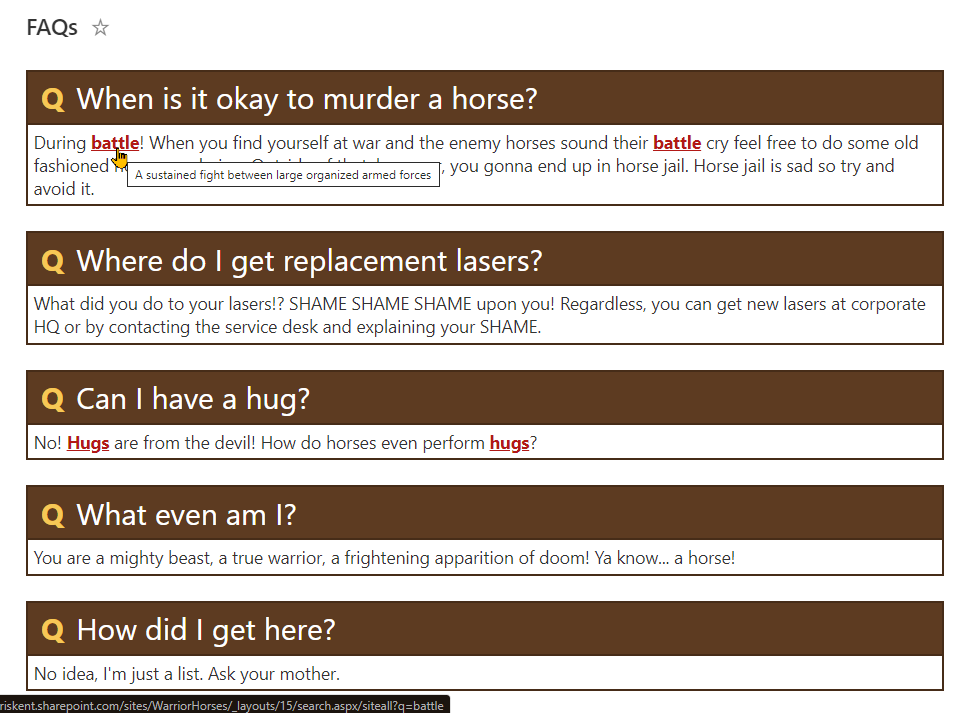 FAQs
Q When is it okay to murder a horse?
During battle! When you find yourself at war and the enemy horses sound their battle cry feel free to do some old
fashioned , you gonna end up in horse jail. Horse jail is sad so try and
A sustained fight between large organized armed forces
avoid it.
Q Where do I get replacement lasers?
What did you do to your lasers!? SHAME SHAME SHAME upon you! Regardless, you can get new lasers at corporate
HQ or by contacting the service desk and explaining your SHAME.
Q Can I have a hug?
No! Hugs are from the devil! How do horses even perform hugs?
Q What even am I?
You are a mighty beast, a true warrior, a frightening apparition of doom! Ya know... a horse!
Q How did I get here?
No idea, I'm just a list. Ask your mother.
riskent.sharepoint.com/sites/WarriorHorses/_layouts/15/search.aspx/siteall?q=battle